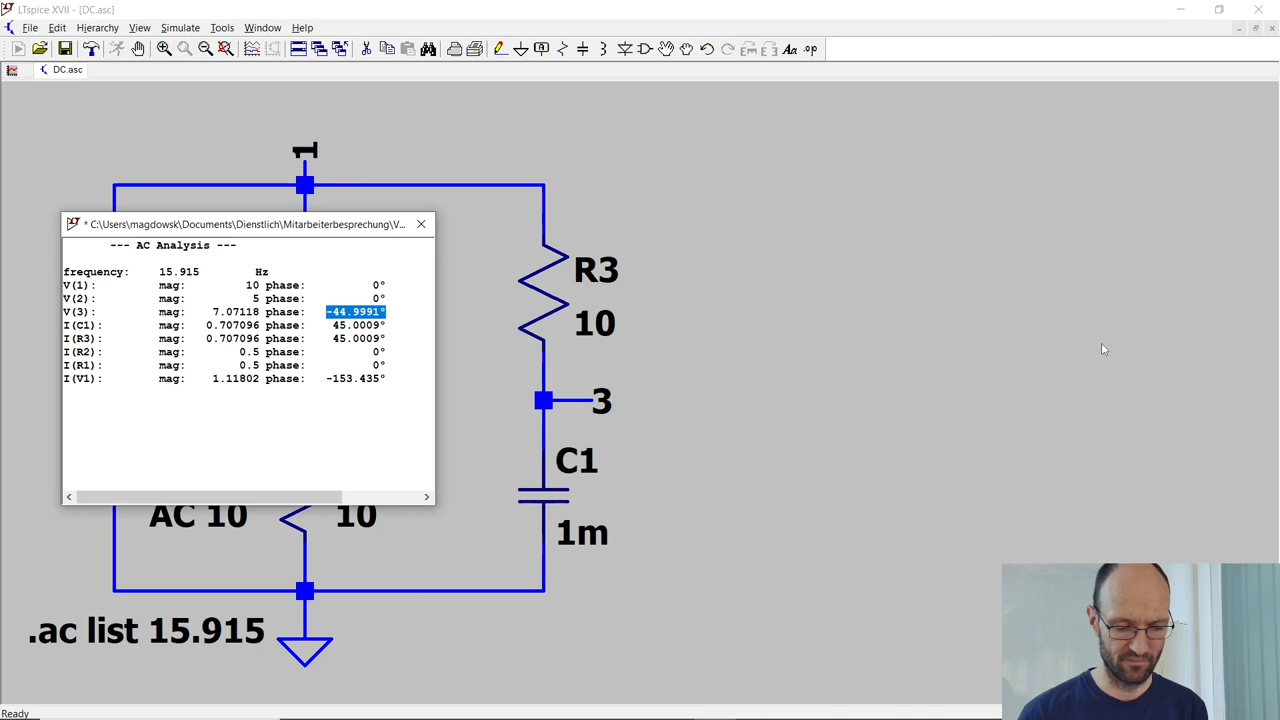 LTspice XVII - [DC.asc]
File Edit Hierarchy View Simulate Tools Window Help
Aa .op
DC.asc
1
* C:\Users\magdowsk\Documents\Dienstlich\Mitarbeiterbesprechung\V...
--- AC Analysis ---
frequency: 15.915 Hz
V(1): mag: 10 phase: 0°
V(2): mag: 5 phase: 0°
V(3): mag: 7.07118 phase: -44.9991°
I(C1): mag: 0.707096 phase: 45.0009°
I(R3): mag: 0.707096 phase: 45.0009°
I(R2): mag: 0.5 phase: 0°
I(R1): mag: 0.5 phase: 0°
I(V1): mag: 1.11802 phase: -153.435°
R3
10
3
C1
1m
AC 10
10
.ac list 15.915
Ready